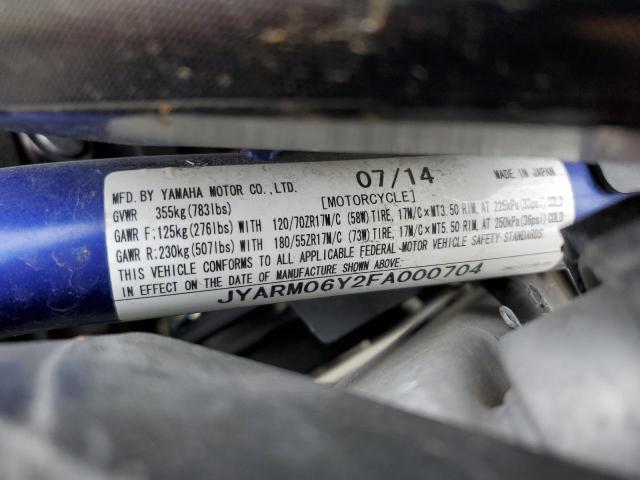 07/14 MADE IN JAPAN
MFD. BY YAMAHA MOTOR CO., LTD. [MOTORCYCLE]
GVWR 355kg(783lbs)
GAWR F:125kg(276lbs) WITH 120/70ZR17M/C (58W) TIRE, 17M/C×MT3.50 RIM, AT 225kPa(33psi) COLD
GAWR R:230kg(507lbs) WITH 180/55ZR17M/C (73W) TIRE, 17M/C×MT5.50 RIM, AT 250kPa(36psi) COLD
THIS VEHICLE CONFORMS TO ALL APPLICABLE FEDERAL MOTOR VEHICLE SAFETY STANDARDS
IN EFFECT ON THE DATE OF MANUFACTURE SHOWN ABOVE.
JYARM06Y2FA000704